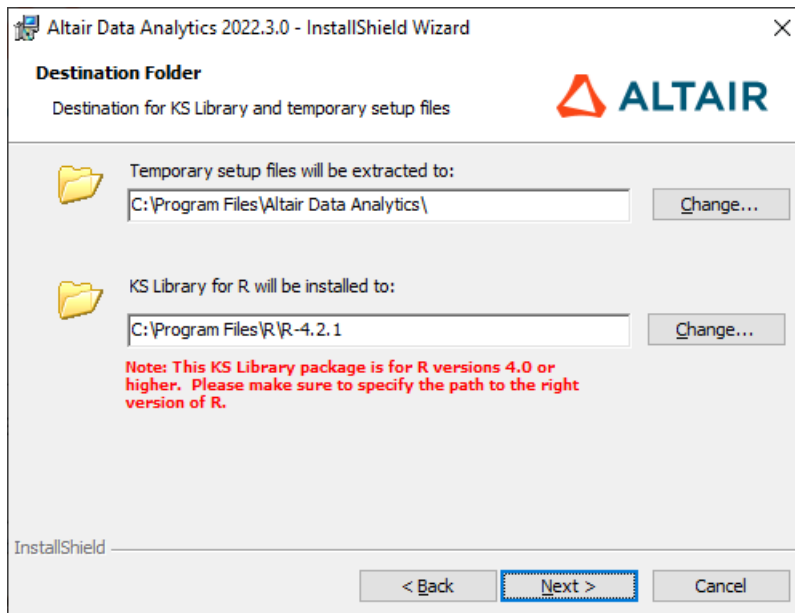 Altair Data Analytics 2022.3.0 - InstallShield Wizard
Destination Folder
Destination for KS Library and temporary setup files
ALTAIR
Temporary setup files will be extracted to:
C:\Program Files\Altair Data Analytics\
Change...
KS Library for R will be installed to:
C:\Program Files\R\R-4.2.1
Change...
Note: This KS Library package is for R versions 4.0 or
higher.  Please make sure to specify the path to the right
version of R.
InstallShield
< Back
Next >
Cancel